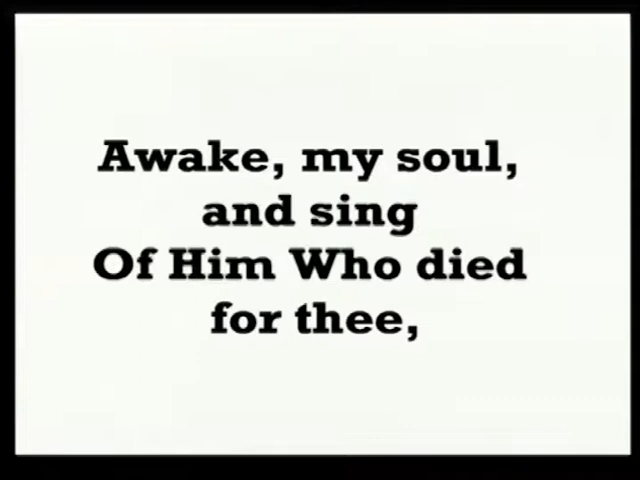 Awake, my soul,
and sing
Of Him Who died
for thee,